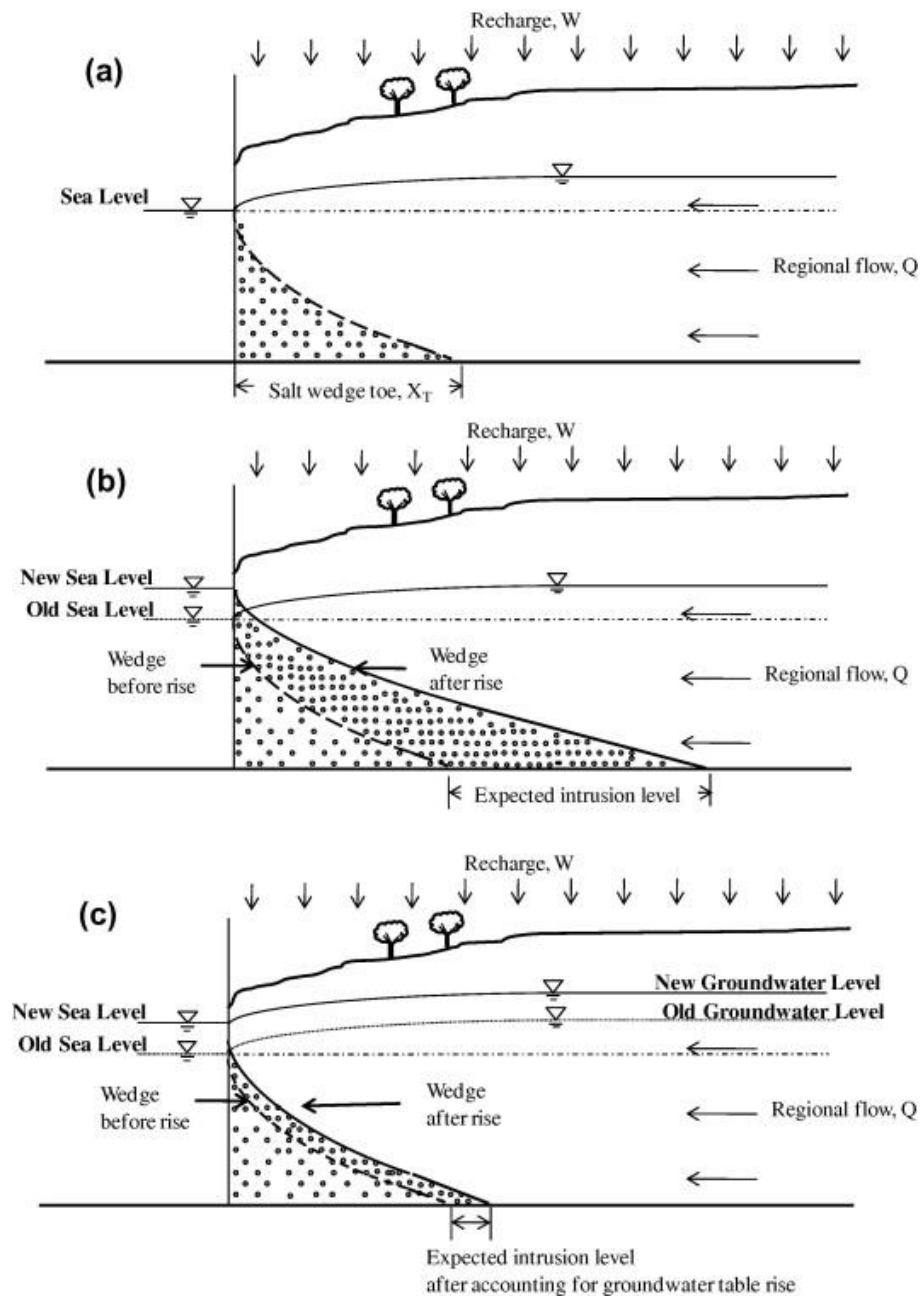 Recharge, W
(a)
Sea Level
Regional flow, Q
Salt wedge toe, X_T
Recharge, W
(b)
New Sea Level
Old Sea Level
Wedge
before rise
Wedge
after rise
Regional flow, Q
Expected intrusion level
Recharge, W
(c)
New Groundwater Level
New Sea Level
Old Groundwater Level
Old Sea Level
Wedge
before rise
Wedge
after rise
Regional flow, Q
Expected intrusion level
after accounting for groundwater table rise